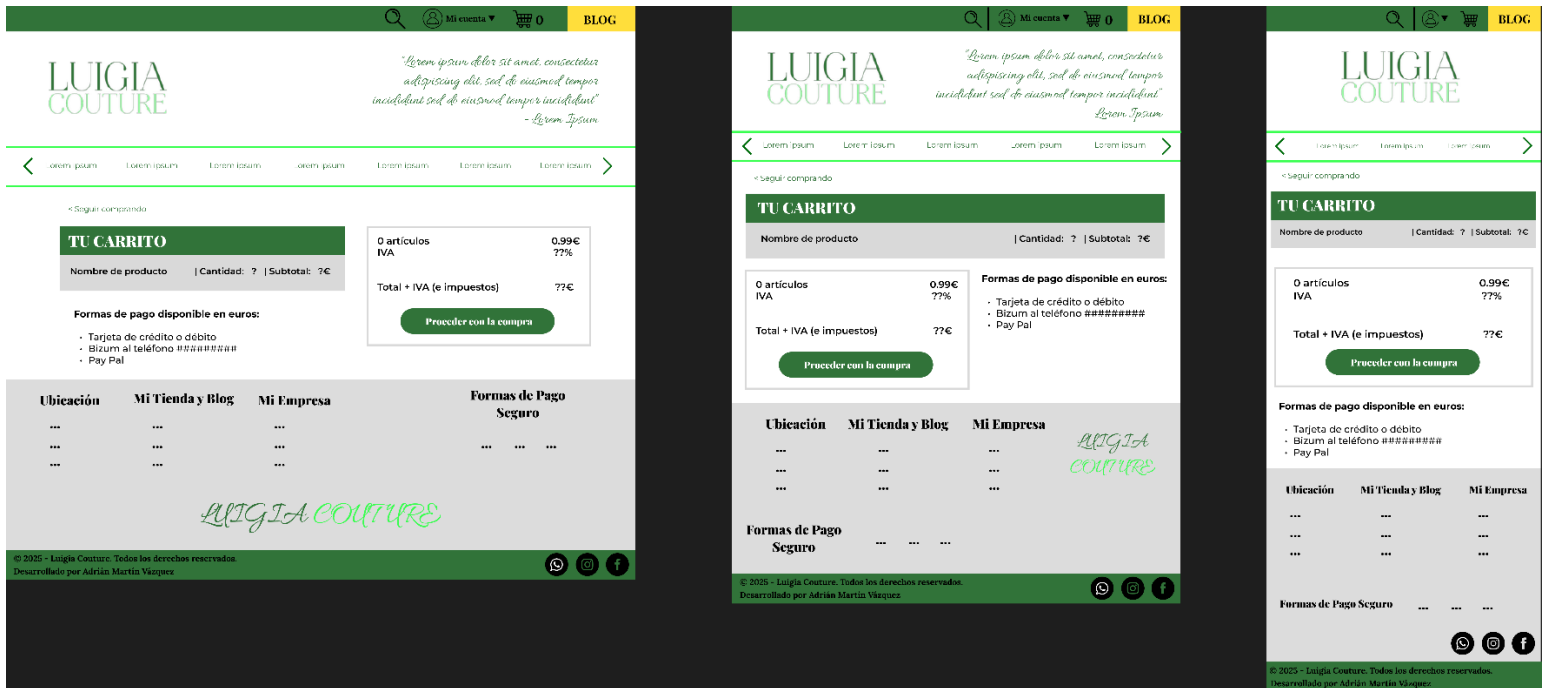 Mi cuenta ▼ 0 BLOG
LUIGIA
COUTURE
"Lorem ipsum dolor sit amet, consectetur
adipiscing elit, sed do eiusmod tempor
incididunt sed do eiusmod tempor incididunt"
- Lorem Ipsum
Lorem ipsum Lorem ipsum Lorem ipsum Lorem ipsum Lorem ipsum Lorem ipsum Lorem ipsum
< Seguir comprando
TU CARRITO
Nombre de producto | Cantidad: ? | Subtotal: ?€
0 artículos 0.99€
IVA ??%
Total + IVA (e impuestos) ??€
Proceder con la compra
Formas de pago disponible en euros:
• Tarjeta de crédito o débito
• Bizum al teléfono #########
• Pay Pal
Ubicación Mi Tienda y Blog Mi Empresa Formas de Pago
Seguro
... ... ...
... ... ... ... ... ...
... ... ...
LUIGIA COUTURE
© 2025 - Luigia Couture. Todos los derechos reservados.
Desarrollado por Adrián Martín Vázquez
Mi cuenta ▼ 0 BLOG
LUIGIA
COUTURE
"Lorem ipsum dolor sit amet, consectetur
adipiscing elit, sed do eiusmod tempor
incididunt sed do eiusmod tempor incididunt"
Lorem Ipsum
Lorem ipsum Lorem ipsum Lorem ipsum Lorem ipsum Lorem ipsum
< Seguir comprando
TU CARRITO
Nombre de producto | Cantidad: ? | Subtotal: ?€
0 artículos 0.99€
IVA ??%
Total + IVA (e impuestos) ??€
Proceder con la compra
Formas de pago disponible en euros:
• Tarjeta de crédito o débito
• Bizum al teléfono #########
• Pay Pal
Ubicación Mi Tienda y Blog Mi Empresa
... ... ...
... ... ...
... ... ...
LUIGIA
COUTURE
Formas de Pago
Seguro ... ... ...
© 2025 - Luigia Couture. Todos los derechos reservados.
Desarrollado por Adrián Martín Vázquez
▼ BLOG
LUIGIA
COUTURE
Lorem ipsum Lorem ipsum Lorem ipsum
< Seguir comprando
TU CARRITO
Nombre de producto | Cantidad: ? | Subtotal: ?€
0 artículos 0.99€
IVA ??%
Total + IVA (e impuestos) ??€
Proceder con la compra
Formas de pago disponible en euros:
• Tarjeta de crédito o débito
• Bizum al teléfono #########
• Pay Pal
Ubicación Mi Tienda y Blog Mi Empresa
... ... ...
... ... ...
... ... ...
Formas de Pago Seguro ... ... ...
© 2025 - Luigia Couture. Todos los derechos reservados.
Desarrollado por Adrián Martín Vázquez